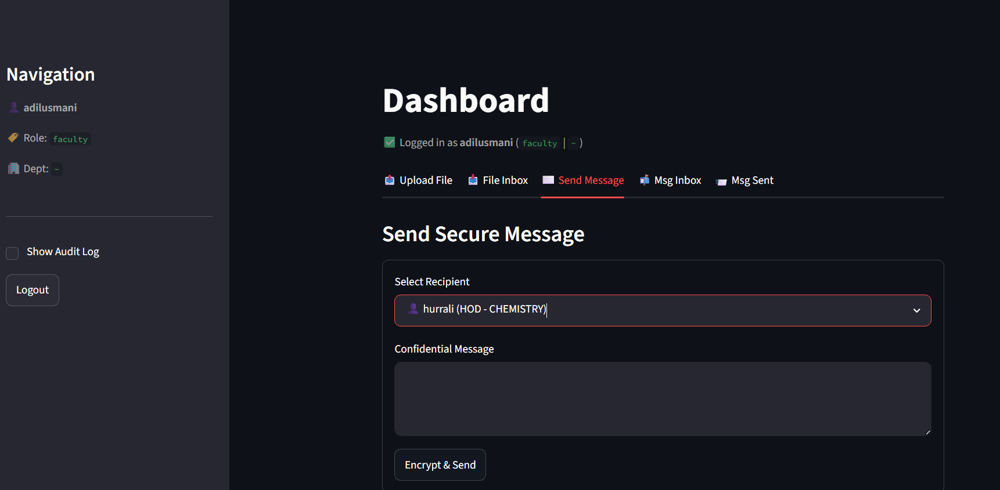 Navigation
adilusmani
Role: faculty
Dept: -
Show Audit Log
Logout
Dashboard
Logged in as adilusmani ( faculty | - )
Upload File File Inbox Send Message Msg Inbox Msg Sent
Send Secure Message
Select Recipient
hurrali (HOD - CHEMISTRY)
Confidential Message
Encrypt & Send